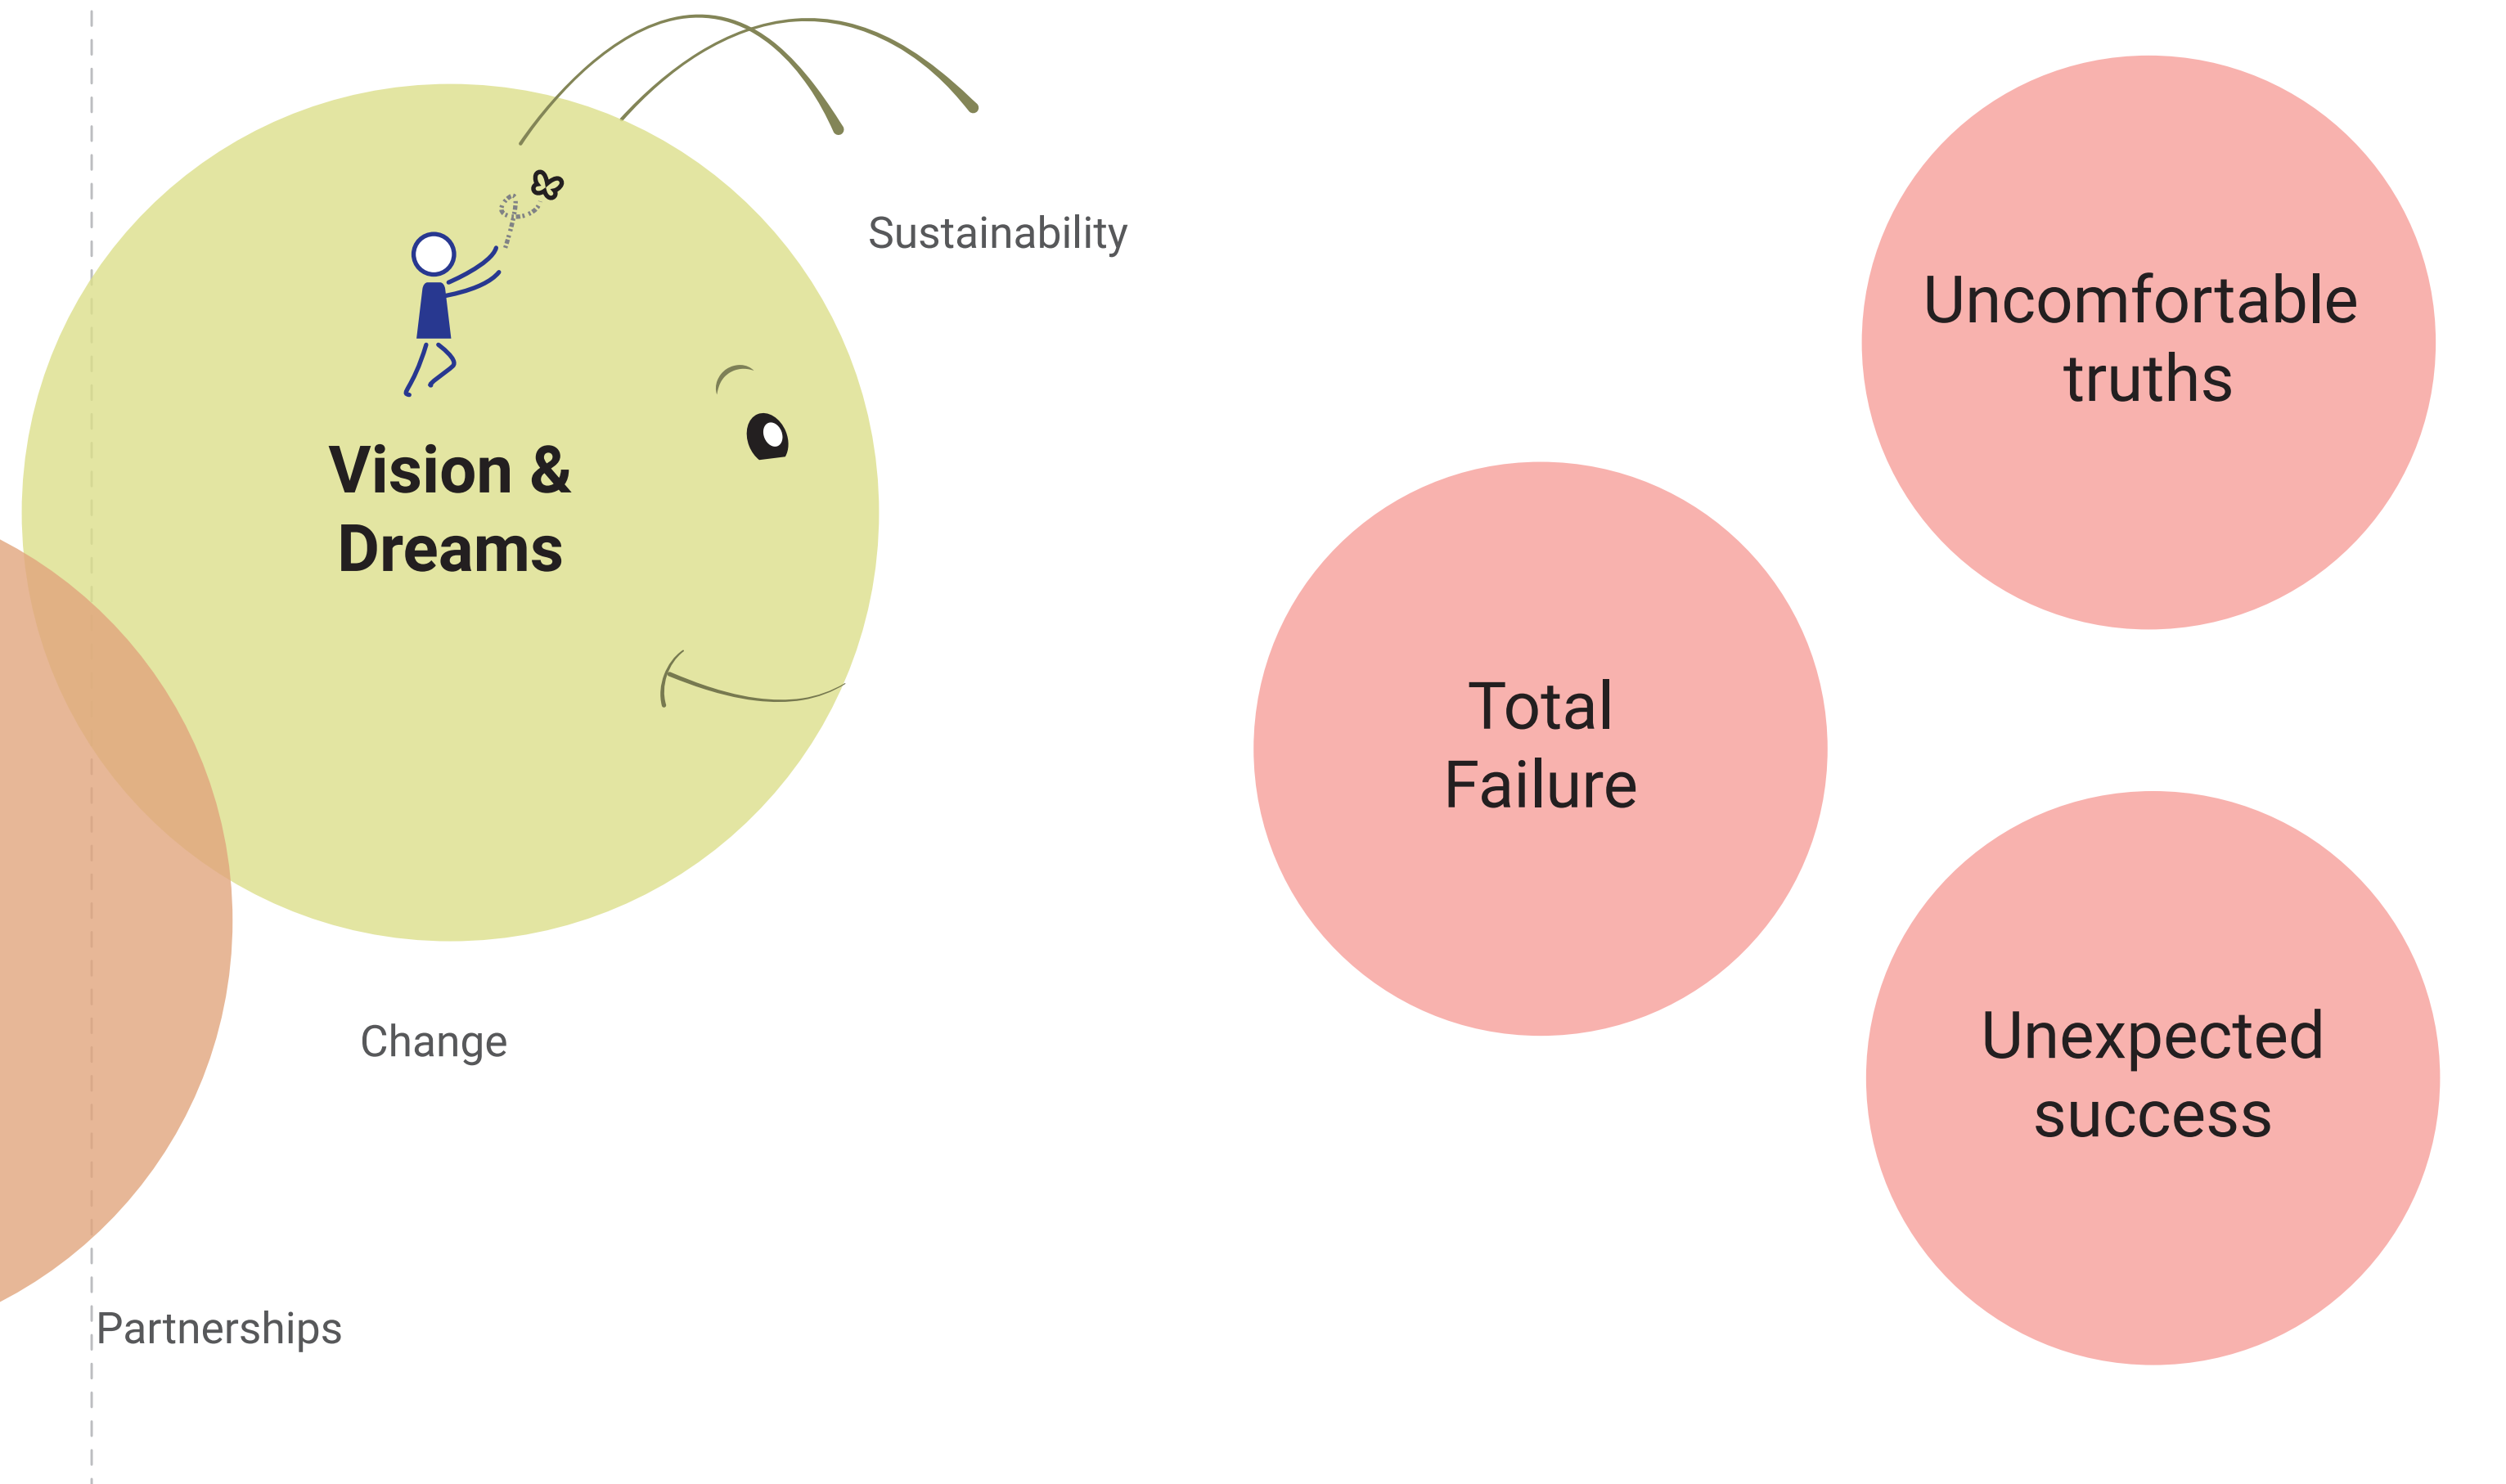 Sustainability
Vision &
Dreams
Change
Partnerships
Uncomfortable
truths
Total
Failure
Unexpected
success